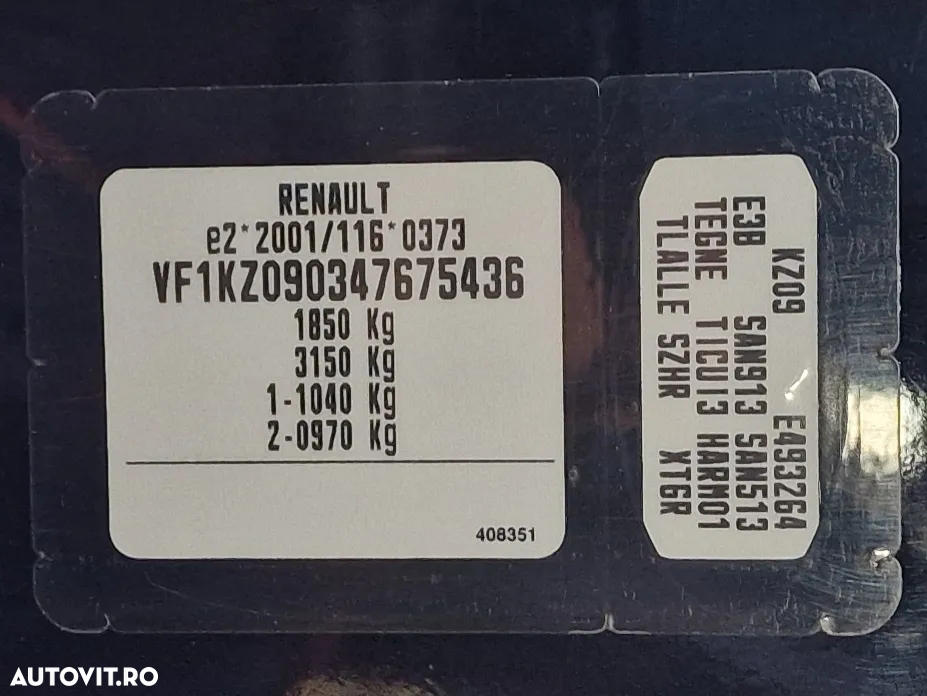 RENAULT
e2*2001/116*0373
VF1KZ090347675436
1850 Kg
3150 Kg
1-1040 Kg
2-0970 Kg
408351
KZ09 E493264
E3B SAN913 SAN513
TEGNE TICUI3 HARM01
TLALLE SZHR XTGR
AUTOVIT.RO